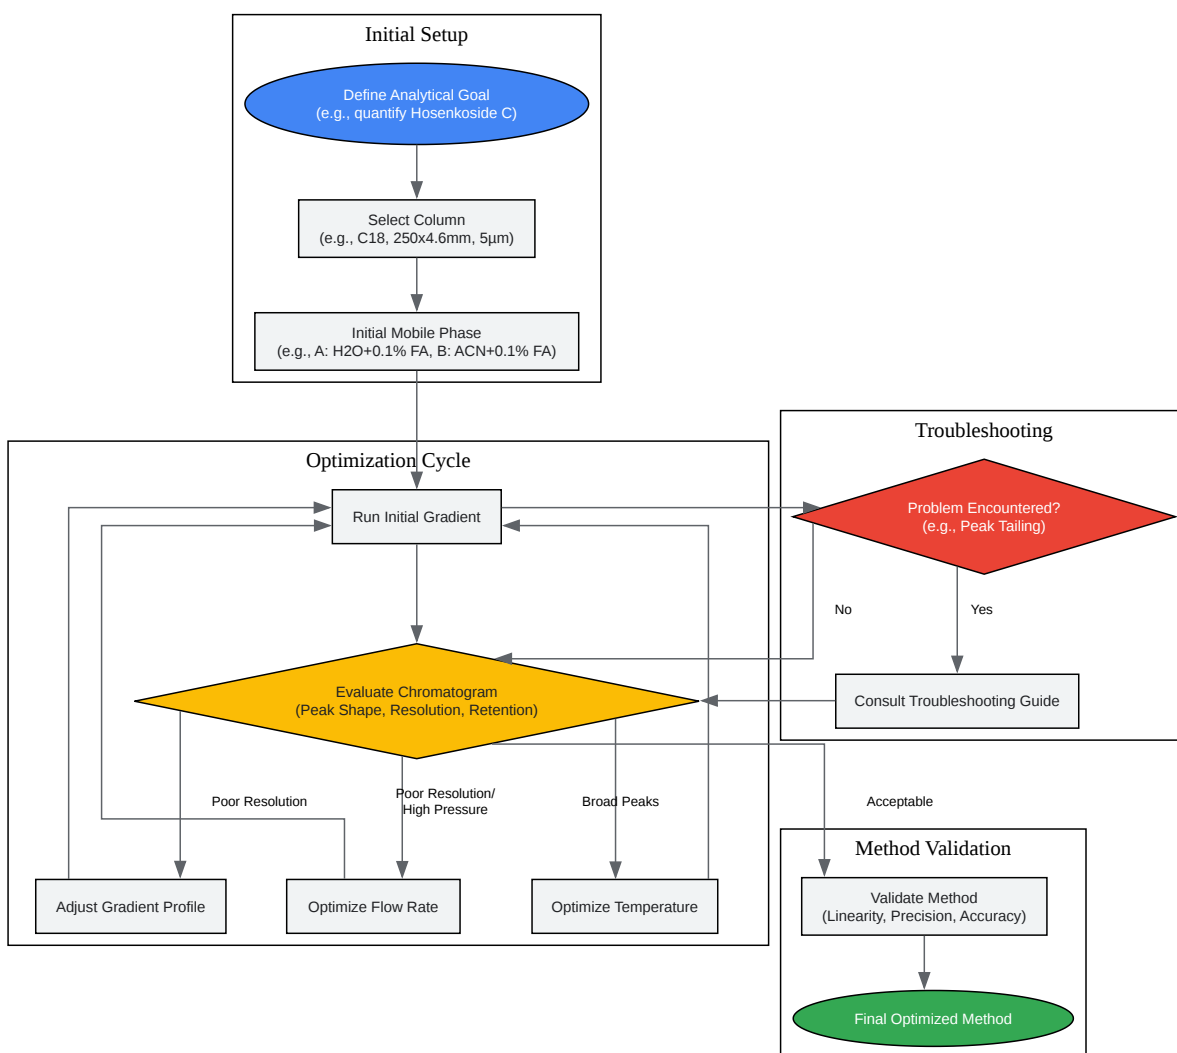 Initial Setup
Define Analytical Goal
(e.g., quantify Hosenkoside C)
Select Column
(e.g., C18, 250x4.6mm, 5µm)
Initial Mobile Phase
(e.g., A: H2O+0.1% FA, B: ACN+0.1% FA)
Optimization Cycle
Run Initial Gradient
Troubleshooting
Problem Encountered?
(e.g., Peak Tailing)
No
Yes
Evaluate Chromatogram
(Peak Shape, Resolution, Retention)
Consult Troubleshooting Guide
Poor Resolution
Poor Resolution/
High Pressure
Broad Peaks
Acceptable
Adjust Gradient Profile
Optimize Flow Rate
Optimize Temperature
Method Validation
Validate Method
(Linearity, Precision, Accuracy)
Final Optimized Method